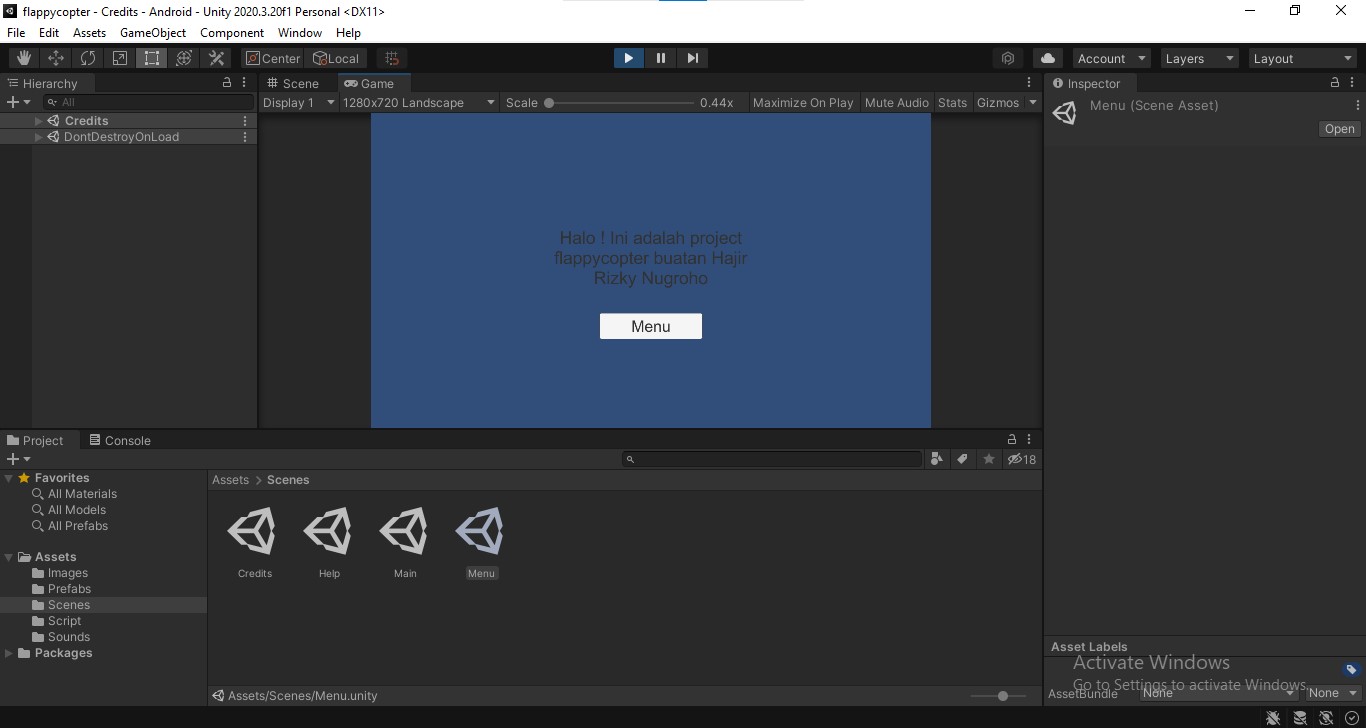 flappycopter - Credits - Android - Unity 2020.3.20f1 Personal <DX11>
File Edit Assets GameObject Component Window Help
Center Local Account Layers Layout
Hierarchy
All
Credits
DontDestroyOnLoad
Scene Game
Display 1 1280x720 Landscape Scale 0.44x Maximize On Play Mute Audio Stats Gizmos
Halo ! Ini adalah project
flappycopter buatan Hajir
Rizky Nugroho
Menu
Inspector
Menu (Scene Asset)
Open
Project Console
18
Favorites
All Materials
All Models
All Prefabs
Assets
Images
Prefabs
Scenes
Script
Sounds
Packages
Assets > Scenes
Credits Help Main Menu
Assets/Scenes/Menu.unity
Asset Labels
Activate Windows
Go to Settings to activate Windows.
AssetBundle None None